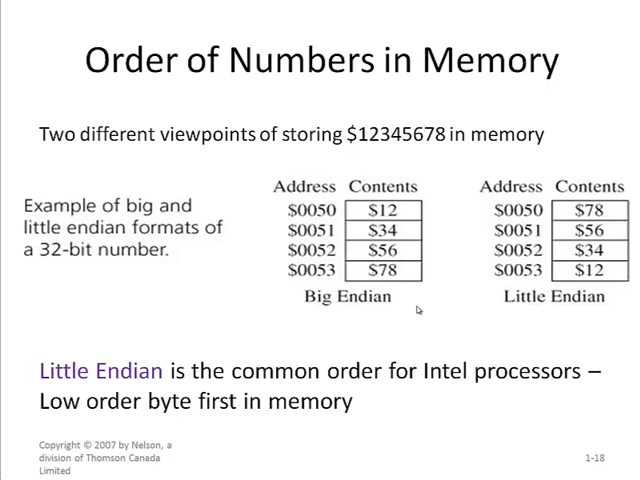 Order of Numbers in Memory
Two different viewpoints of storing $12345678 in memory
Example of big and
little endian formats of
a 32-bit number.
Address Contents
$0050 $12
$0051 $34
$0052 $56
$0053 $78
Big Endian
Address Contents
$0050 $78
$0051 $56
$0052 $34
$0053 $12
Little Endian
Little Endian is the common order for Intel processors –
Low order byte first in memory
Copyright © 2007 by Nelson, a
division of Thomson Canada
Limited
1-18